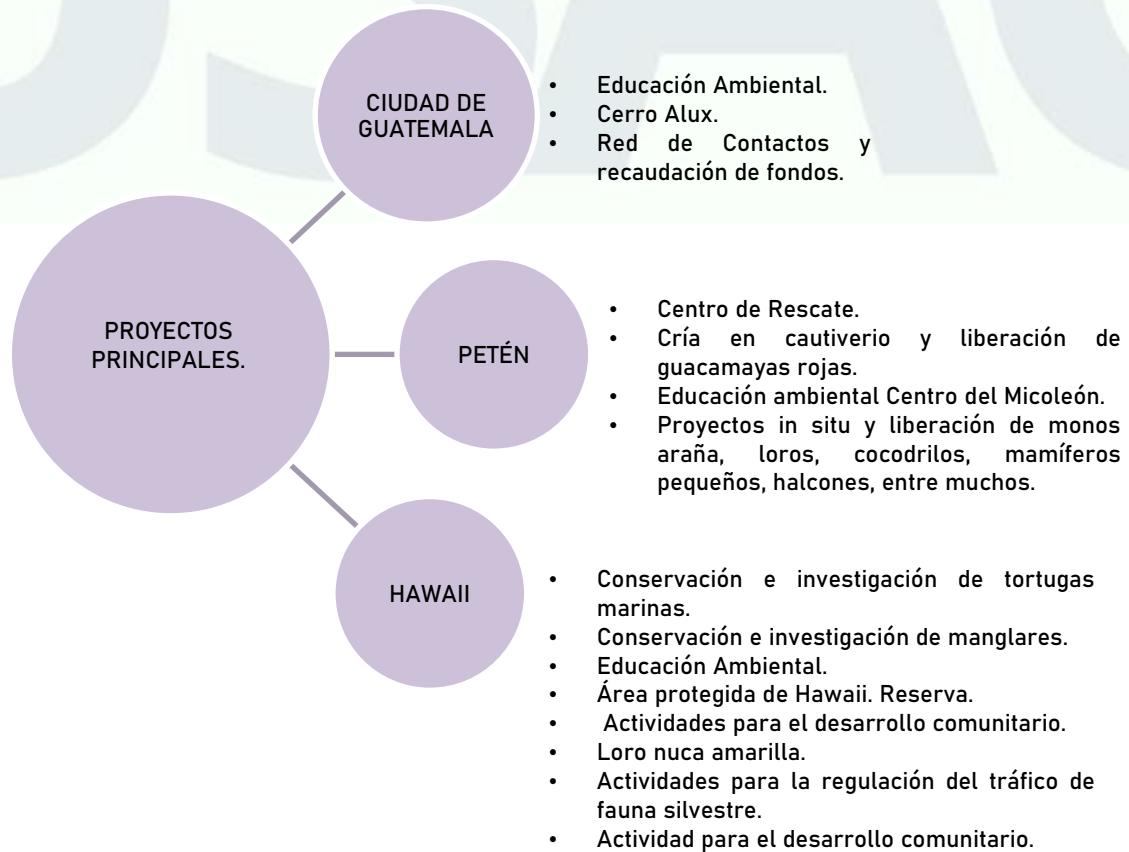 PROYECTOS
PRINCIPALES.
CIUDAD DE
GUATEMALA
• Educación Ambiental.
• Cerro Alux.
• Red de Contactos y
recaudación de fondos.
PETÉN
• Centro de Rescate.
• Cría en cautiverio y liberación de
guacamayas rojas.
• Educación ambiental Centro del Micoleón.
• Proyectos in situ y liberación de monos
araña, loros, cocodrilos, mamíferos
pequeños, halcones, entre muchos.
HAWAII
• Conservación e investigación de tortugas
marinas.
• Conservación e investigación de manglares.
• Educación Ambiental.
• Área protegida de Hawaii. Reserva.
• Actividades para el desarrollo comunitario.
• Loro nuca amarilla.
• Actividades para la regulación del tráfico de
fauna silvestre.
• Actividad para el desarrollo comunitario.